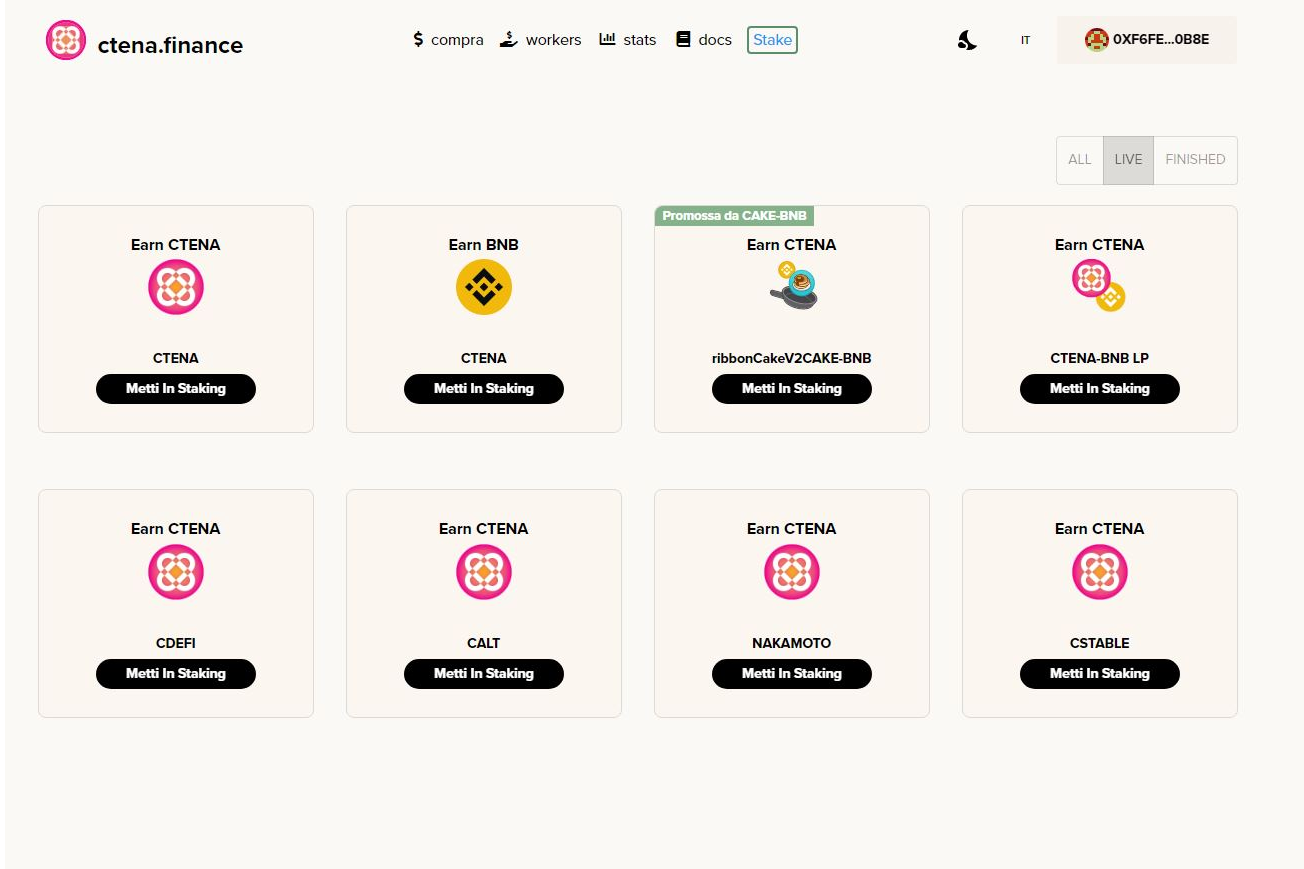 ctena.finance
compra
workers
stats
docs
Stake
IT
0XF6FE...0B8E
ALL
LIVE
FINISHED
Earn CTENA
CTENA
Metti In Staking
Earn BNB
CTENA
Metti In Staking
Promossa da CAKE-BNB
Earn CTENA
ribbonCakeV2CAKE-BNB
Metti In Staking
Earn CTENA
CTENA-BNB LP
Metti In Staking
Earn CTENA
CDEFI
Metti In Staking
Earn CTENA
CALT
Metti In Staking
Earn CTENA
NAKAMOTO
Metti In Staking
Earn CTENA
CSTABLE
Metti In Staking